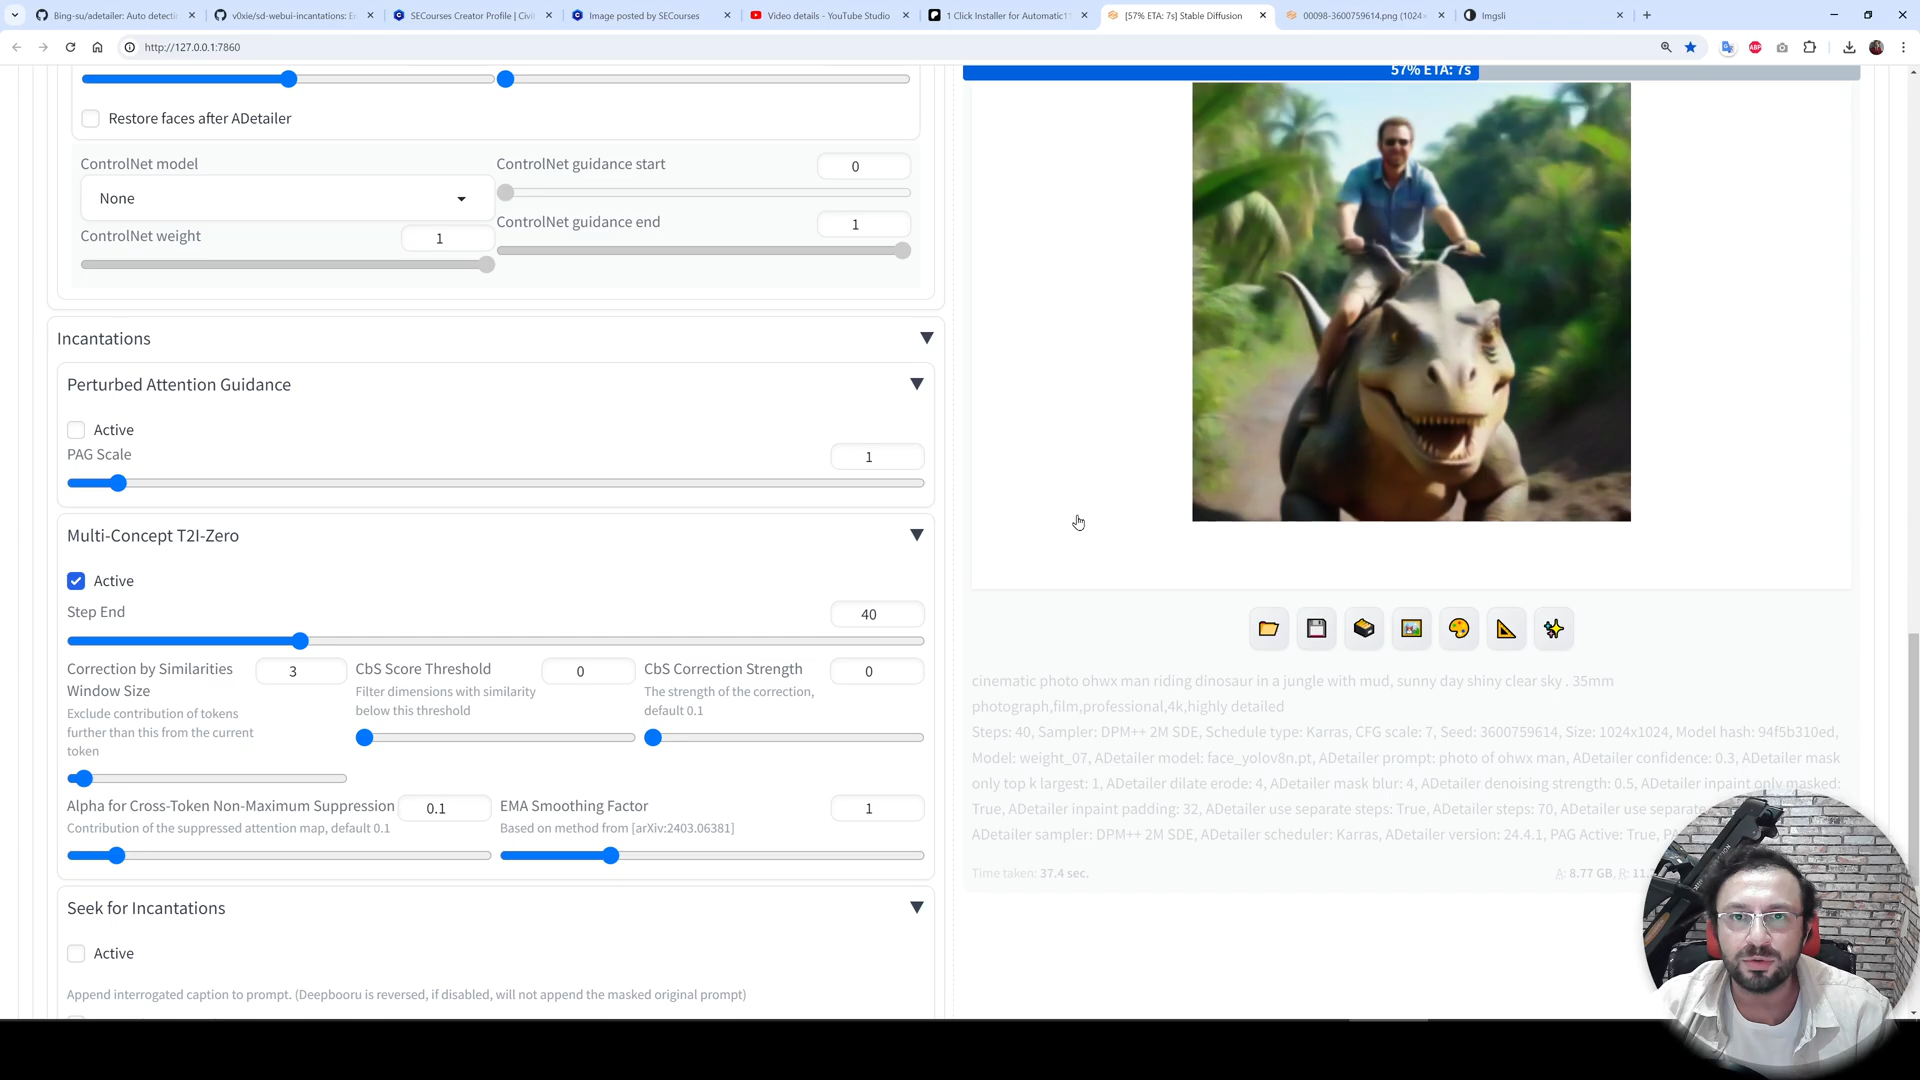 Bing-su/adetailer: Auto detecti
v0xie/sd-webui-incantations: En
SECourses Creator Profile | Civi
Image posted by SECourses
Video details - YouTube Studio
1 Click Installer for Automatic1
[57% ETA: 7s] Stable Diffusion
00098-3600759614.png (1024×
Imgsli
http://127.0.0.1:7860
ABP
57% ETA: 7s
Restore faces after ADetailer
ControlNet model
None
ControlNet guidance start
0
ControlNet weight
1
ControlNet guidance end
1
Incantations
Perturbed Attention Guidance
Active
PAG Scale
1
Multi-Concept T2I-Zero
Active
Step End
40
Correction by Similarities
Window Size
3
Exclude contribution of tokens
further than this from the current
token
CbS Score Threshold
0
Filter dimensions with similarity
below this threshold
CbS Correction Strength
0
The strength of the correction,
default 0.1
Alpha for Cross-Token Non-Maximum Suppression
0.1
Contribution of the suppressed attention map, default 0.1
EMA Smoothing Factor
1
Based on method from [arXiv:2403.06381]
Seek for Incantations
Active
Append interrogated caption to prompt. (Deepbooru is reversed, if disabled, will not append the masked original prompt)
cinematic photo ohwx man riding dinosaur in a jungle with mud, sunny day shiny clear sky . 35mm
photograph,film,professional,4k,highly detailed
Steps: 40, Sampler: DPM++ 2M SDE, Schedule type: Karras, CFG scale: 7, Seed: 3600759614, Size: 1024x1024, Model hash: 94f5b310ed,
Model: weight_07, ADetailer model: face_yolov8n.pt, ADetailer prompt: photo of ohwx man, ADetailer confidence: 0.3, ADetailer mask
only top k largest: 1, ADetailer dilate erode: 4, ADetailer mask blur: 4, ADetailer denoising strength: 0.5, ADetailer inpaint only masked:
True, ADetailer inpaint padding: 32, ADetailer use separate steps: True, ADetailer steps: 70, ADetailer use separate
ADetailer sampler: DPM++ 2M SDE, ADetailer scheduler: Karras, ADetailer version: 24.4.1, PAG Active: True,
Time taken: 37.4 sec.
A: 8.77 GB, R: 11.